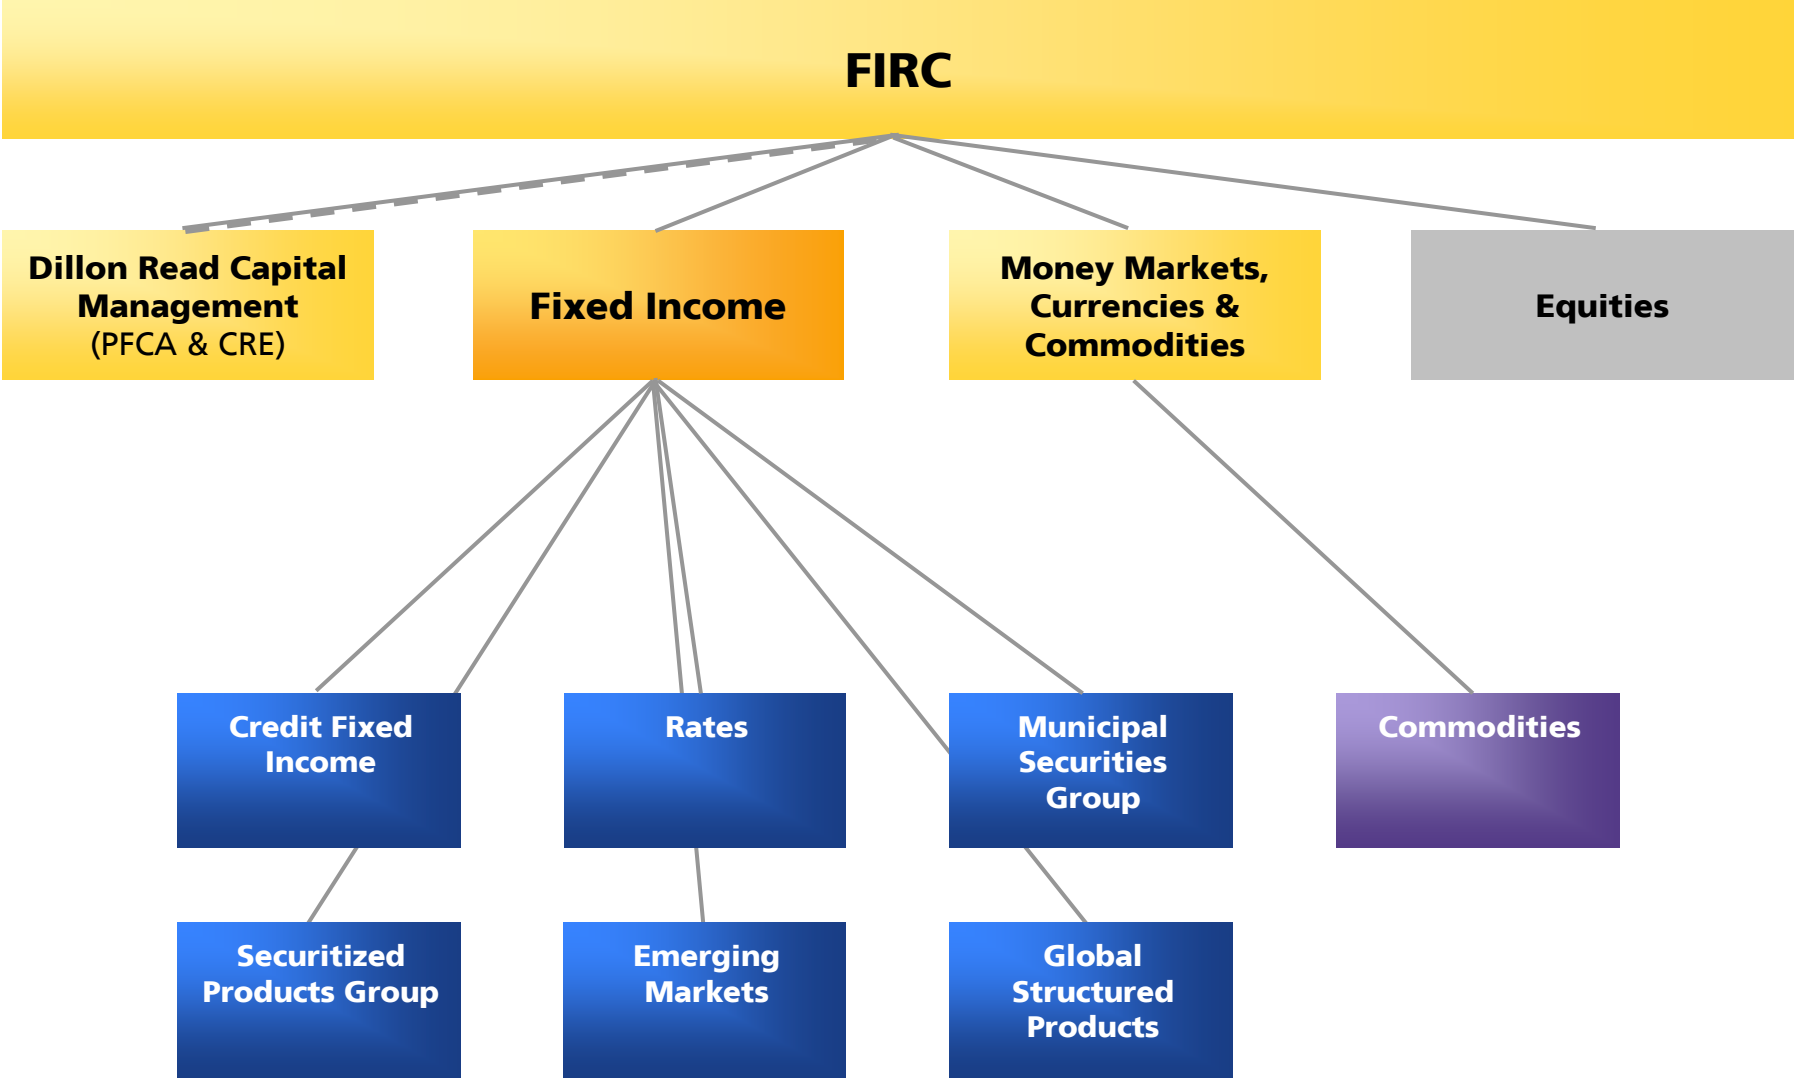 FIRC
Dillon Read Capital
Management
(PFCA & CRE)
Fixed Income
Money Markets,
Currencies &
Commodities
Equities
Credit Fixed
Income
Rates
Municipal
Securities
Group
Commodities
Securitized
Products Group
Emerging
Markets
Global
Structured
Products